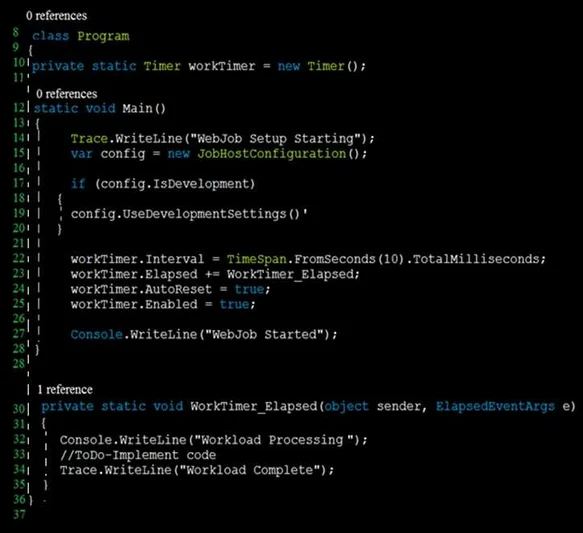 0 references
8 class Program
9 {
10 private static Timer workTimer = new Timer();
11
0 references
12 static void Main()
13 {
14 Trace.WriteLine("WebJob Setup Starting");
15 var config = new JobHostConfiguration();
16
17 if (config.IsDevelopment)
18 {
19 config.UseDevelopmentSettings()'
20 }
21
22 workTimer.Interval = TimeSpan.FromSeconds(10).TotalMilliseconds;
23 workTimer.Elapsed += WorkTimer_Elapsed;
24 workTimer.AutoReset = true;
25 workTimer.Enabled = true;
26
27 Console.WriteLine("WebJob Started");
28 }
28
1 reference
30 private static void WorkTimer_Elapsed(object sender, ElapsedEventArgs e)
31 {
32 Console.WriteLine("Workload Processing ");
33 //ToDo-Implement code
34 Trace.WriteLine("Workload Complete");
35 }
36 }
37